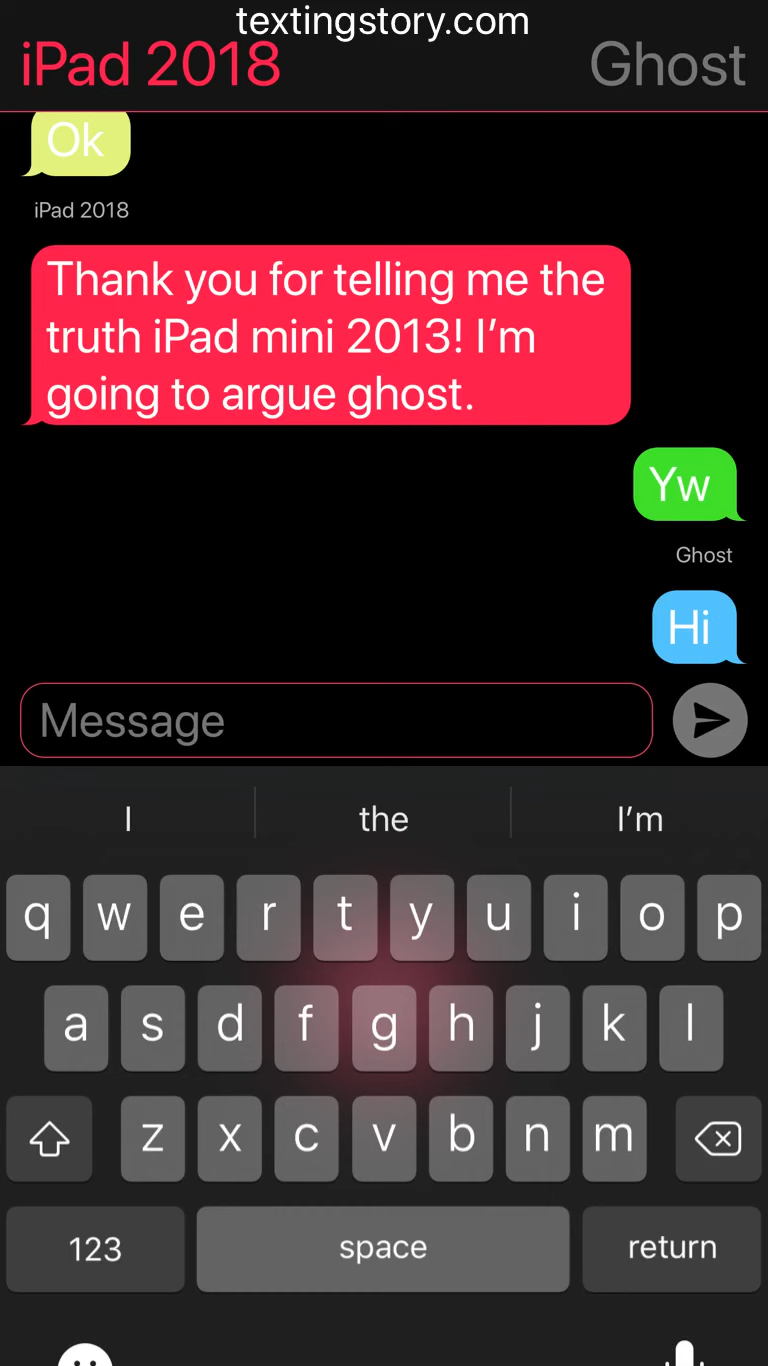 textingstory.com
iPad 2018 Ghost
Ok
iPad 2018
Thank you for telling me the
truth iPad mini 2013! I’m
going to argue ghost.
Yw
Ghost
Hi
Message
I the I’m
q w e r t y u i o p
a s d f g h j k l
z x c v b n m
123 space return